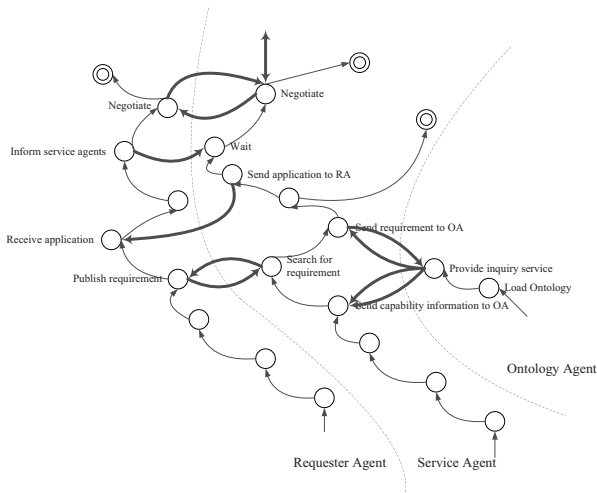 Negotiate
Negotiate
Inform service agents
Wait
Send application to RA
Receive application
Send requirement to OA
Publish requirement
Search for
requirement
Provide inquiry service
Load Ontology
Send capability information to OA
Ontology Agent
Requester Agent
Service Agent